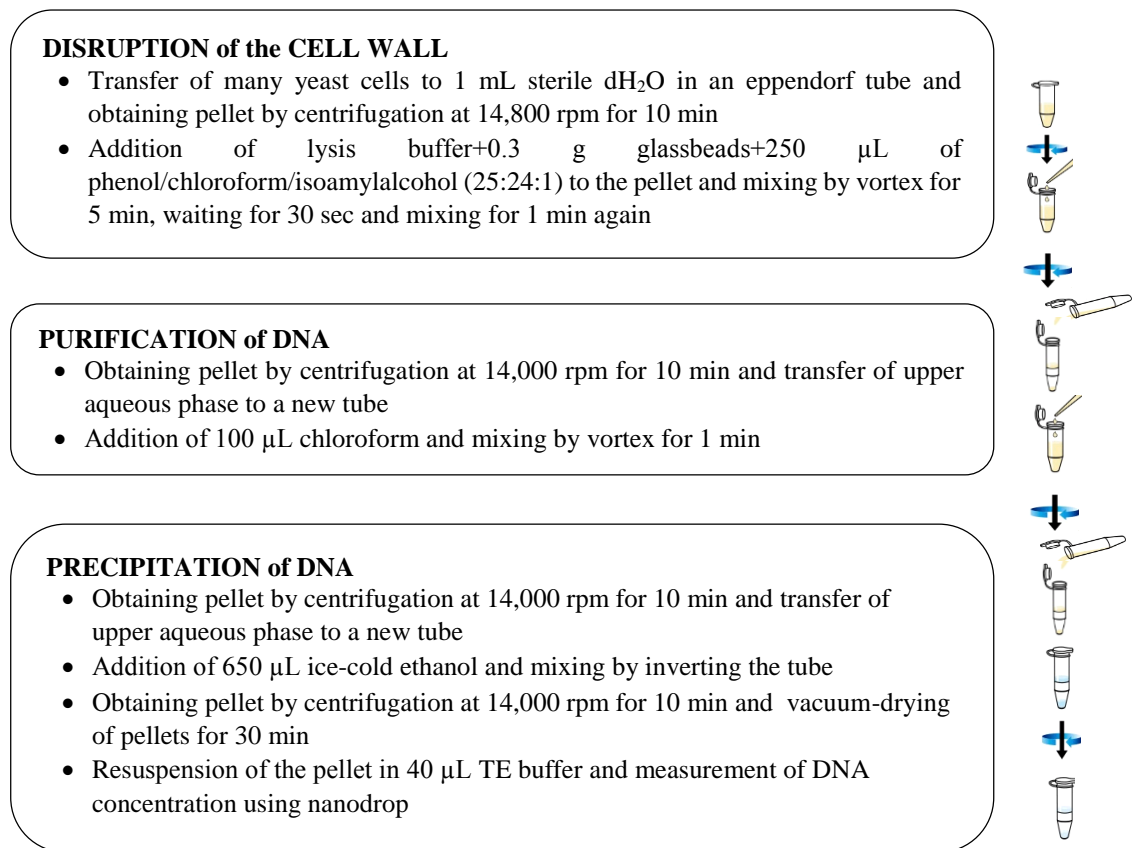 DISRUPTION of the CELL WALL
• Transfer of many yeast cells to 1 mL sterile dH₂O in an eppendorf tube and
obtaining pellet by centrifugation at 14,800 rpm for 10 min
• Addition of lysis buffer+0.3 g glassbeads+250 µL of
phenol/chloroform/isoamylalcohol (25:24:1) to the pellet and mixing by vortex for
5 min, waiting for 30 sec and mixing for 1 min again
PURIFICATION of DNA
• Obtaining pellet by centrifugation at 14,000 rpm for 10 min and transfer of upper
aqueous phase to a new tube
• Addition of 100 µL chloroform and mixing by vortex for 1 min
PRECIPITATION of DNA
• Obtaining pellet by centrifugation at 14,000 rpm for 10 min and transfer of
upper aqueous phase to a new tube
• Addition of 650 µL ice-cold ethanol and mixing by inverting the tube
• Obtaining pellet by centrifugation at 14,000 rpm for 10 min and vacuum-drying
of pellets for 30 min
• Resuspension of the pellet in 40 µL TE buffer and measurement of DNA
concentration using nanodrop